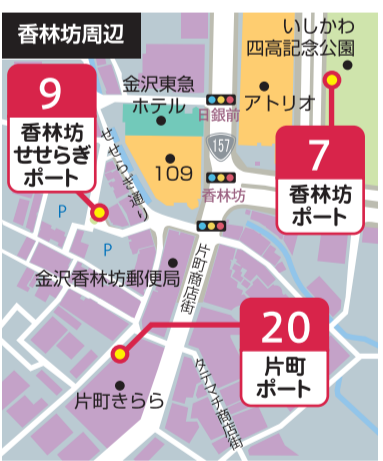 香林坊周辺
いしかわ
四高記念公園
9
香林坊
せせらぎ
ポート
金沢東急
ホテル
日銀前
アトリオ
7
香林坊
ポート
せせらぎ通り
157
109
香林坊
P
P
金沢香林坊郵便局
片町商店街
20
片町
ポート
片町きらら
タテマチ商店街